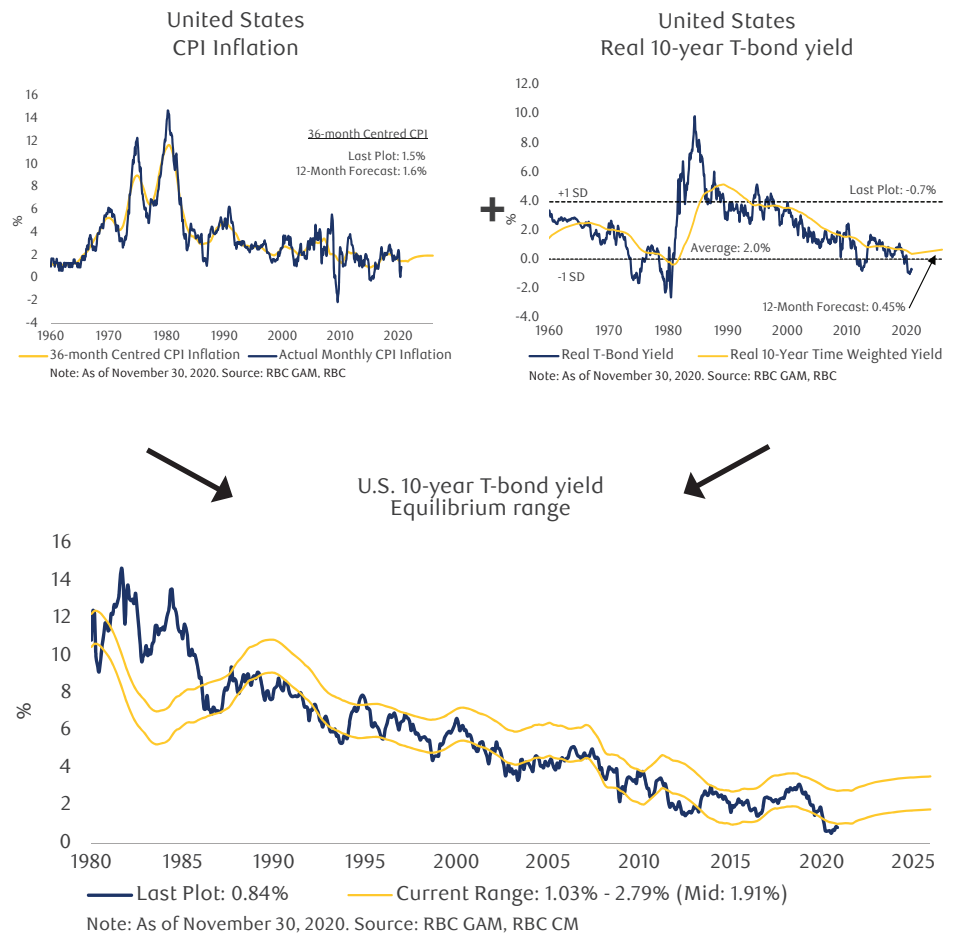 United States
CPI Inflation
16
14
12
10
8
6
4
2
0
-2
-4
%
36-month Centred CPI
Last Plot: 1.5%
12-Month Forecast: 1.6%
1960
1970
1980
1990
2000
2010
2020
36-month Centred CPI Inflation
Actual Monthly CPI Inflation
Note: As of November 30, 2020. Source: RBC GAM, RBC
+
United States
Real 10-year T-bond yield
12.0
10.0
8.0
6.0
4.0
2.0
0.0
-2.0
-4.0
%
+1 SD
Last Plot: -0.7%
Average: 2.0%
-1 SD
12-Month Forecast: 0.45%
1960
1970
1980
1990
2000
2010
2020
Real T-Bond Yield
Real 10-Year Time Weighted Yield
Note: As of November 30, 2020. Source: RBC GAM, RBC
U.S. 10-year T-bond yield
Equilibrium range
16
14
12
10
8
6
4
2
0
%
1980
1985
1990
1995
2000
2005
2010
2015
2020
2025
Last Plot: 0.84%
Current Range: 1.03% - 2.79% (Mid: 1.91%)
Note: As of November 30, 2020. Source: RBC GAM, RBC CM